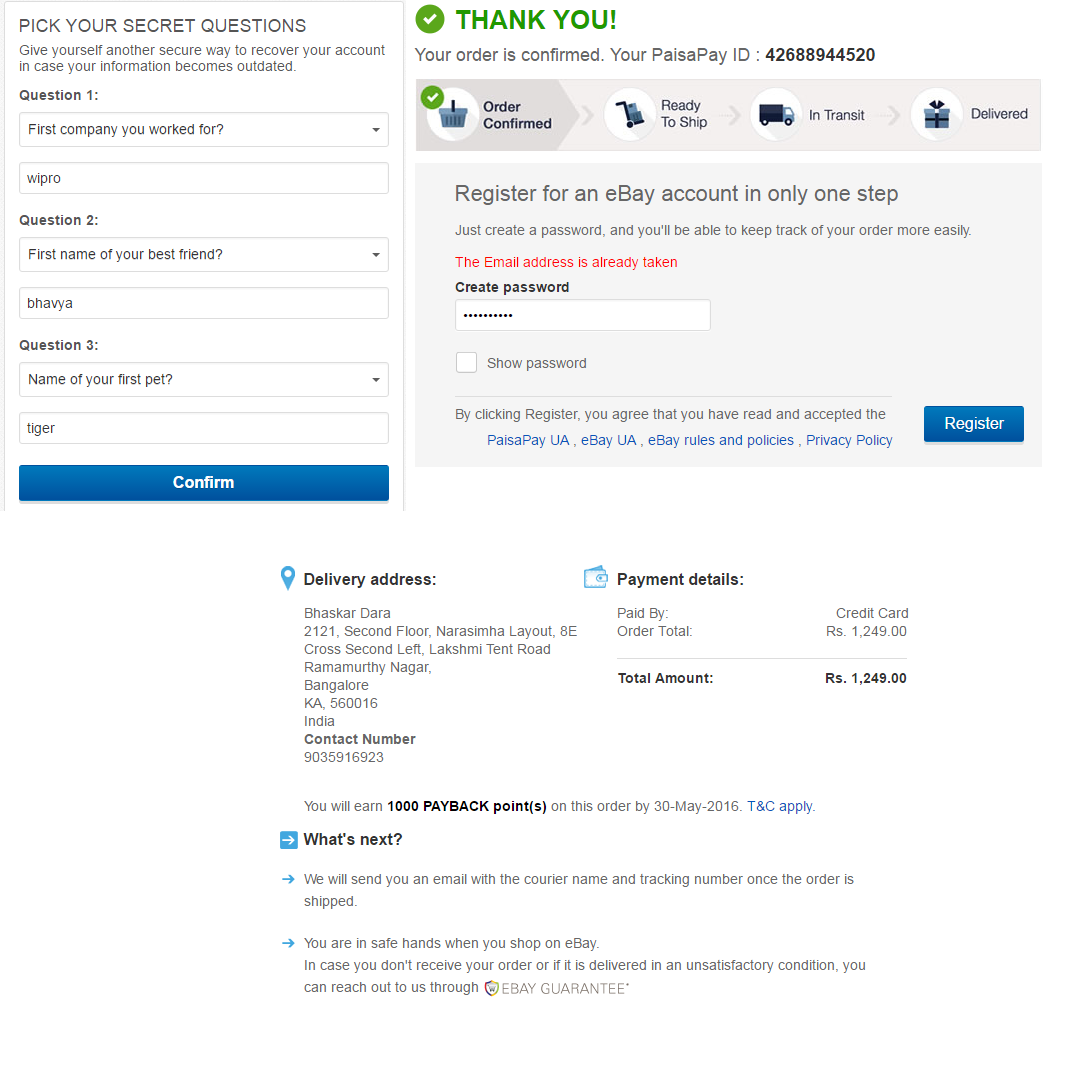 PICK YOUR SECRET QUESTIONS
Give yourself another secure way to recover your account
in case your information becomes outdated.
Question 1:
First company you worked for?
wipro
Question 2:
First name of your best friend?
bhavya
Question 3:
Name of your first pet?
tiger
Confirm
THANK YOU!
Your order is confirmed. Your PaisaPay ID : 42688944520
Order
Confirmed
Ready
To Ship
In Transit
Delivered
Register for an eBay account in only one step
Just create a password, and you'll be able to keep track of your order more easily.
The Email address is already taken
Create password
••••••••••
Show password
By clicking Register, you agree that you have read and accepted the
PaisaPay UA , eBay UA , eBay rules and policies , Privacy Policy
Register
Delivery address:
Bhaskar Dara
2121, Second Floor, Narasimha Layout, 8E
Cross Second Left, Lakshmi Tent Road
Ramamurthy Nagar,
Bangalore
KA, 560016
India
Contact Number
9035916923
Payment details:
Paid By: Credit Card
Order Total: Rs. 1,249.00
Total Amount: Rs. 1,249.00
You will earn 1000 PAYBACK point(s) on this order by 30-May-2016. T&C apply.
What's next?
We will send you an email with the courier name and tracking number once the order is
shipped.
You are in safe hands when you shop on eBay.
In case you don't receive your order or if it is delivered in an unsatisfactory condition, you
can reach out to us through EBAY GUARANTEE*